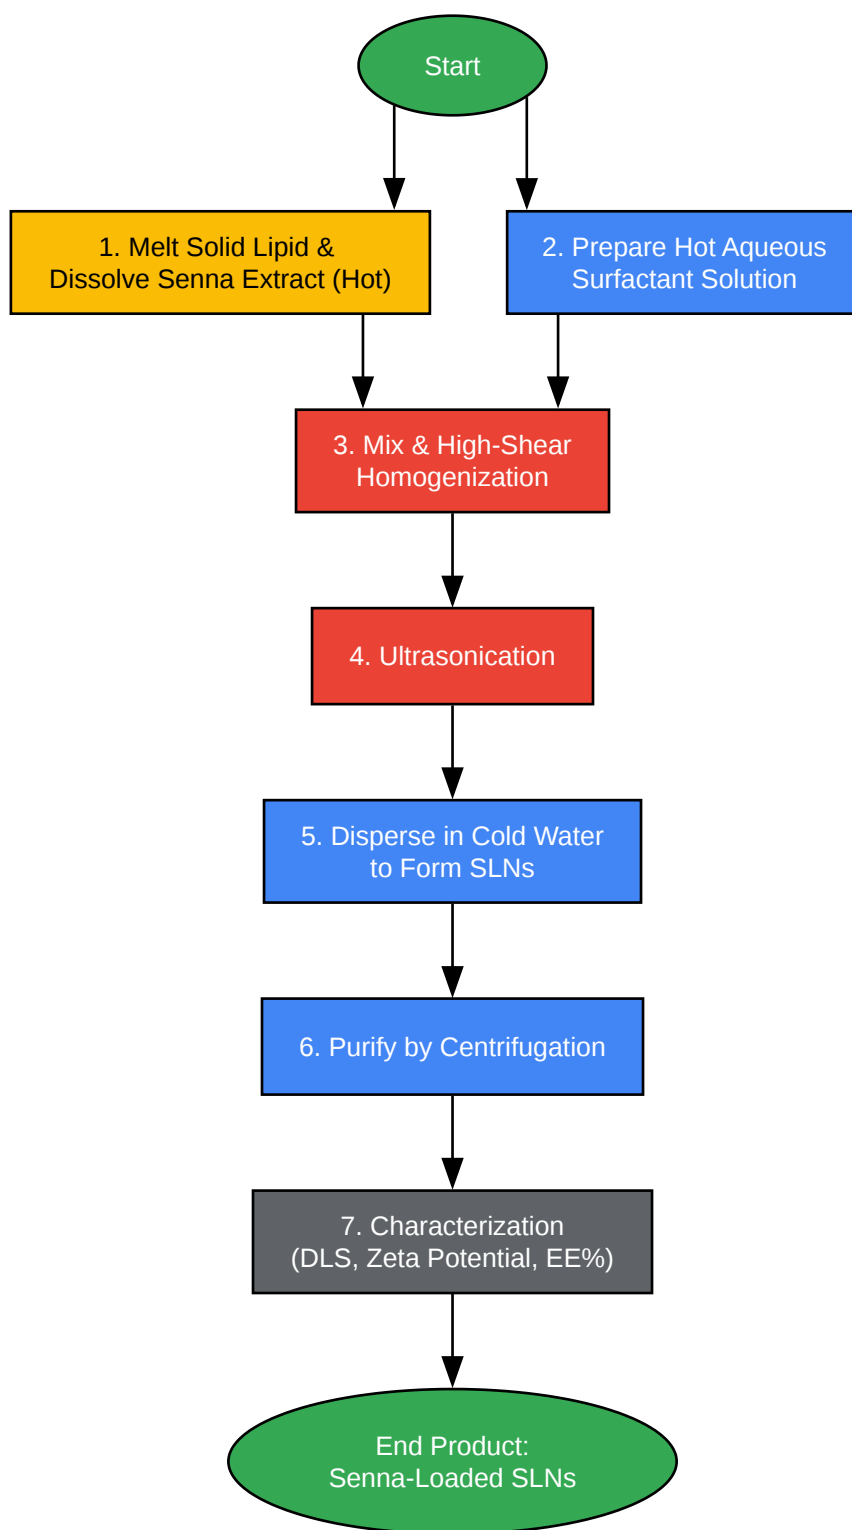 Start
1. Melt Solid Lipid &
Dissolve Senna Extract (Hot)
2. Prepare Hot Aqueous
Surfactant Solution
3. Mix & High-Shear
Homogenization
4. Ultrasonication
5. Disperse in Cold Water
to Form SLNs
6. Purify by Centrifugation
7. Characterization
(DLS, Zeta Potential, EE%)
End Product:
Senna-Loaded SLNs